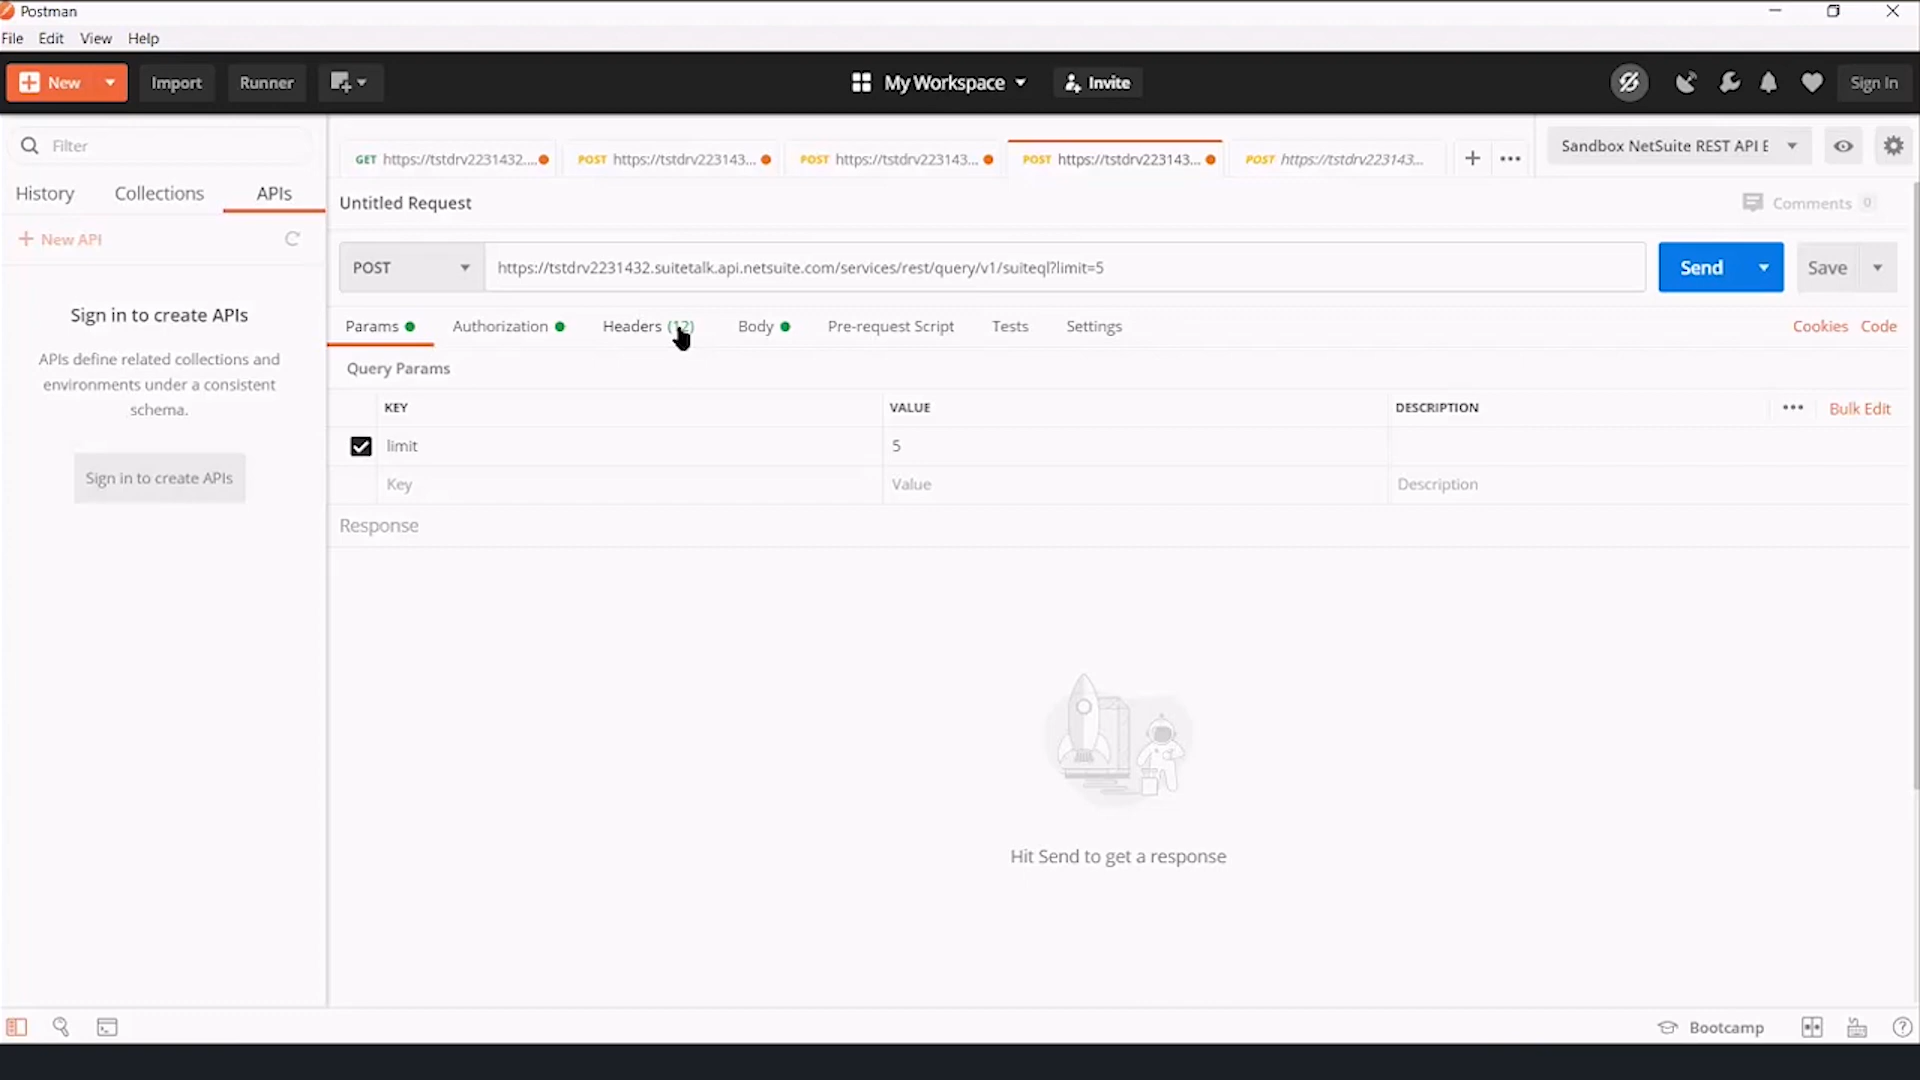 Postman
File Edit View Help
New Import Runner My Workspace Invite Sign In
Filter
GET https://tstdrv2231432.... POST https://tstdrv223143... POST https://tstdrv223143... POST https://tstdrv223143... POST https://tstdrv223143... Sandbox NetSuite REST API E
History Collections APIs
Untitled Request Comments 0
New API
POST https://tstdrv2231432.suitetalk.api.netsuite.com/services/rest/query/v1/suiteql?limit=5 Send Save
Sign in to create APIs
APIs define related collections and
environments under a consistent
schema.
Sign in to create APIs
Params Authorization Headers (12) Body Pre-request Script Tests Settings Cookies Code
Query Params
KEY VALUE DESCRIPTION Bulk Edit
limit 5
Key Value Description
Response
Hit Send to get a response
Bootcamp